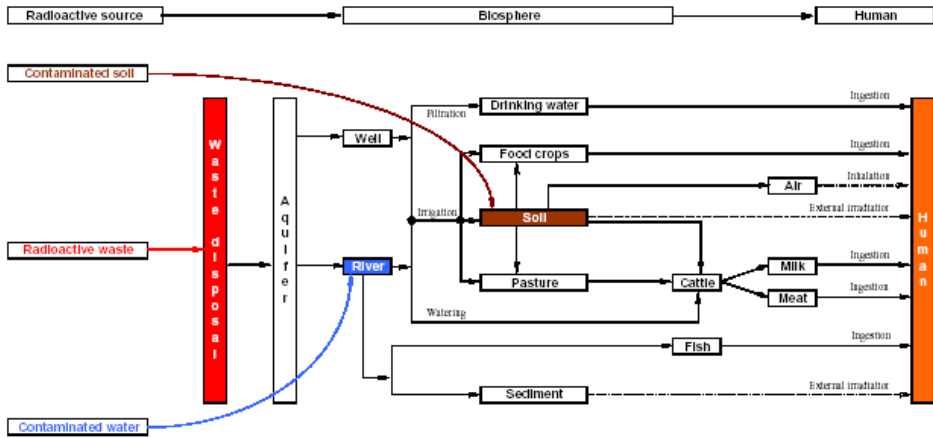 Radioactive source
Biosphere
Human
Contaminated soil
Ingestion
Drinking water
Filtration
Well
Ingestion
Food crops
Inhalation
Air
Irrigation
Soil
External irradiation
Waste disposal
Aquifer
Human
Radioactive waste
River
Ingestion
Milk
Pasture
Cattle
Ingestion
Meat
Watering
Ingestion
Fish
External irradiation
Sediment
Contaminated water